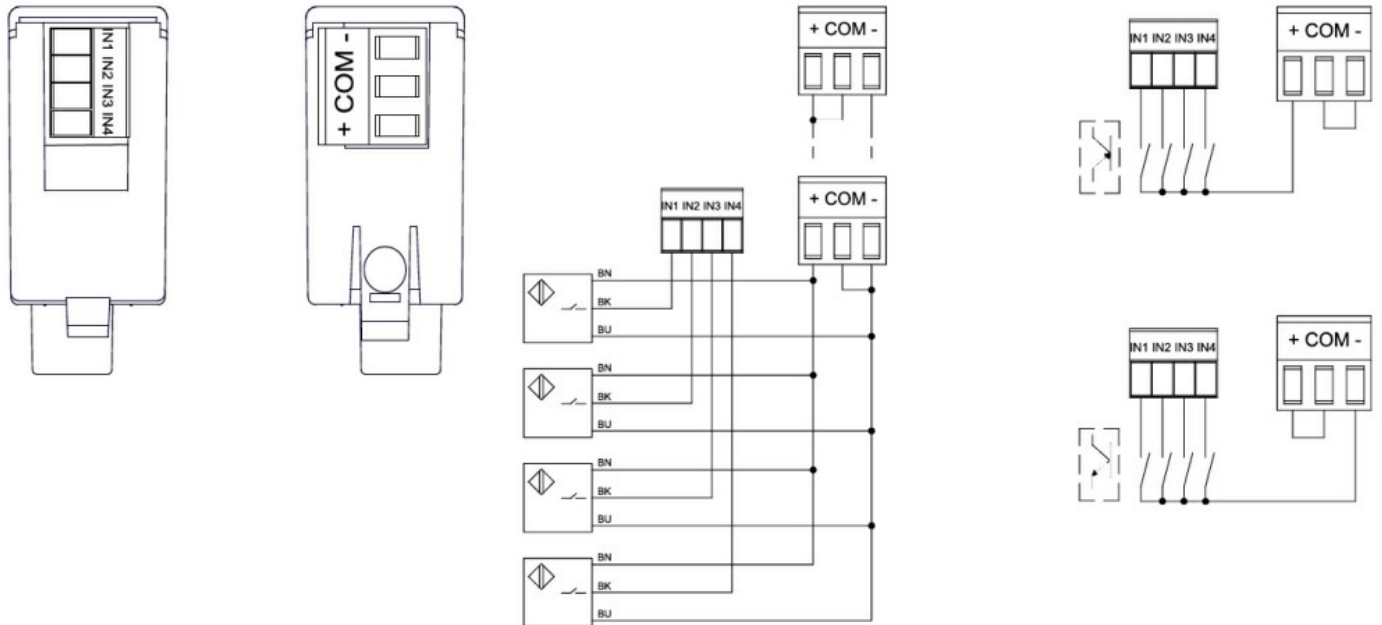 IN1 IN2 IN3 IN4
+ COM -
+ COM -
IN1 IN2 IN3 IN4
+ COM -
BN
BK
BU
BN
BK
BU
BN
BK
BU
BN
BK
BU
IN1 IN2 IN3 IN4
+ COM -
IN1 IN2 IN3 IN4
+ COM -